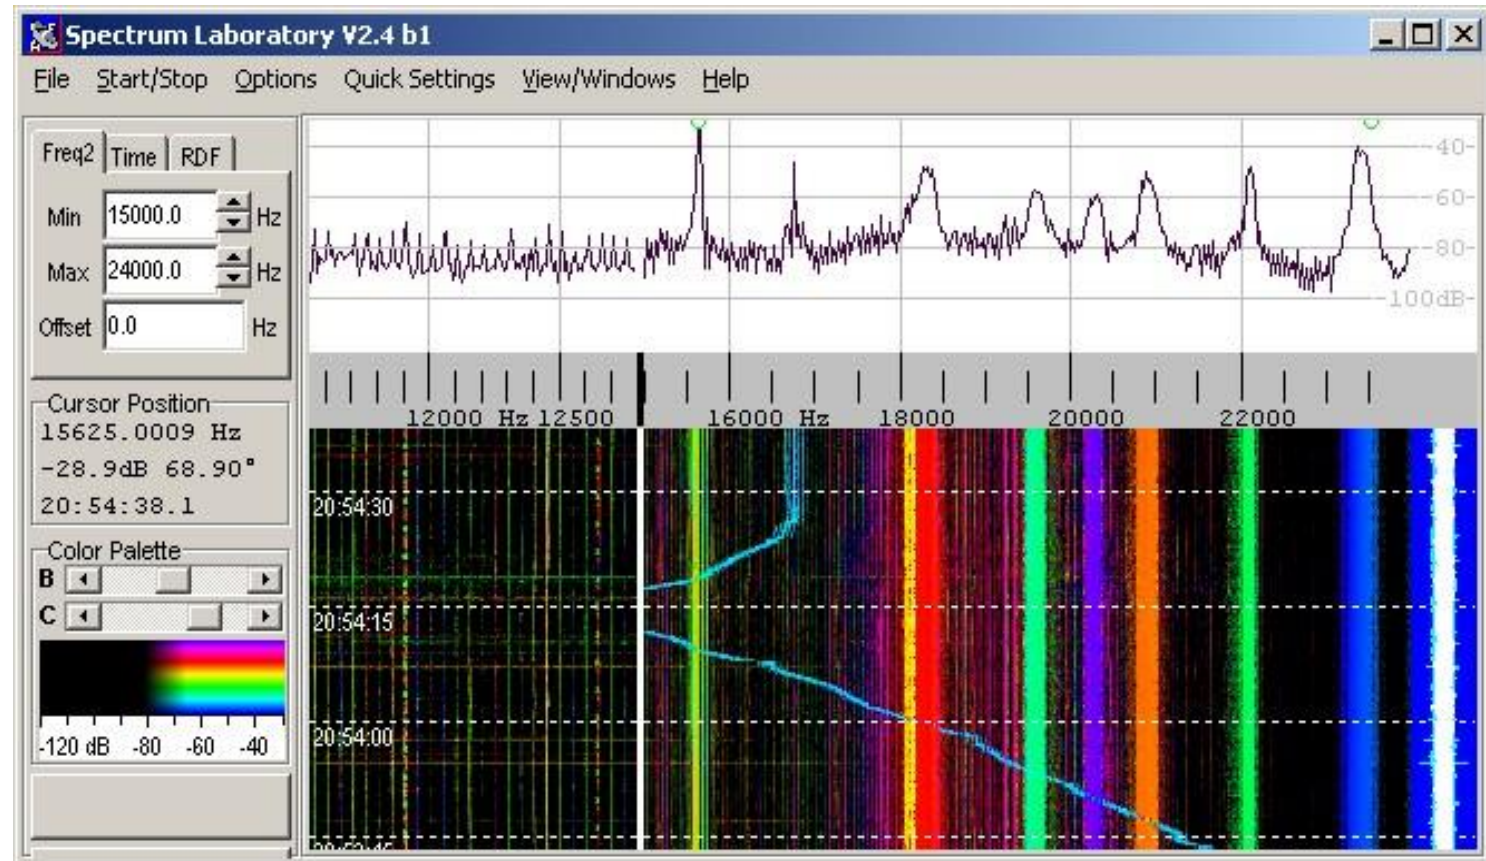 Spectrum Laboratory V2.4 b1
File Start/Stop Options Quick Settings View/Windows Help
Freq2 Time RDF
Min 15000.0 Hz
Max 24000.0 Hz
Offset 0.0 Hz
Cursor Position
15625.0009 Hz
-28.9dB 68.90°
20:54:38.1
Color Palette
B
C
-120 dB -80 -60 -40
-40-
-60-
-80-
-100dB-
12000 Hz 12500 16000 Hz 18000 20000 22000
20:54:30
20:54:15
20:54:00